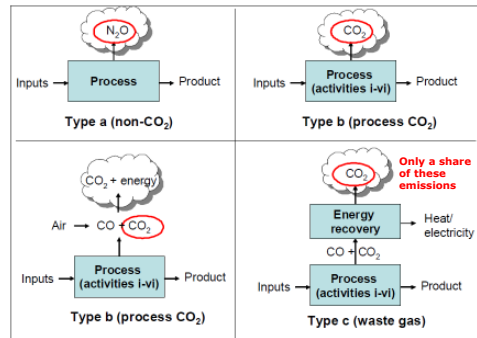 N₂O
Inputs
Process
Product
Type a (non-CO₂)
CO₂
Inputs
Process
(activities i-vi)
Product
Type b (process CO₂)
CO₂ + energy
Air
CO + CO₂
Inputs
Process
(activities i-vi)
Product
Type b (process CO₂)
CO₂
Only a share
of these
emissions
Energy
recovery
Heat/
electricity
CO + CO₂
Inputs
Process
(activities i-vi)
Product
Type c (waste gas)